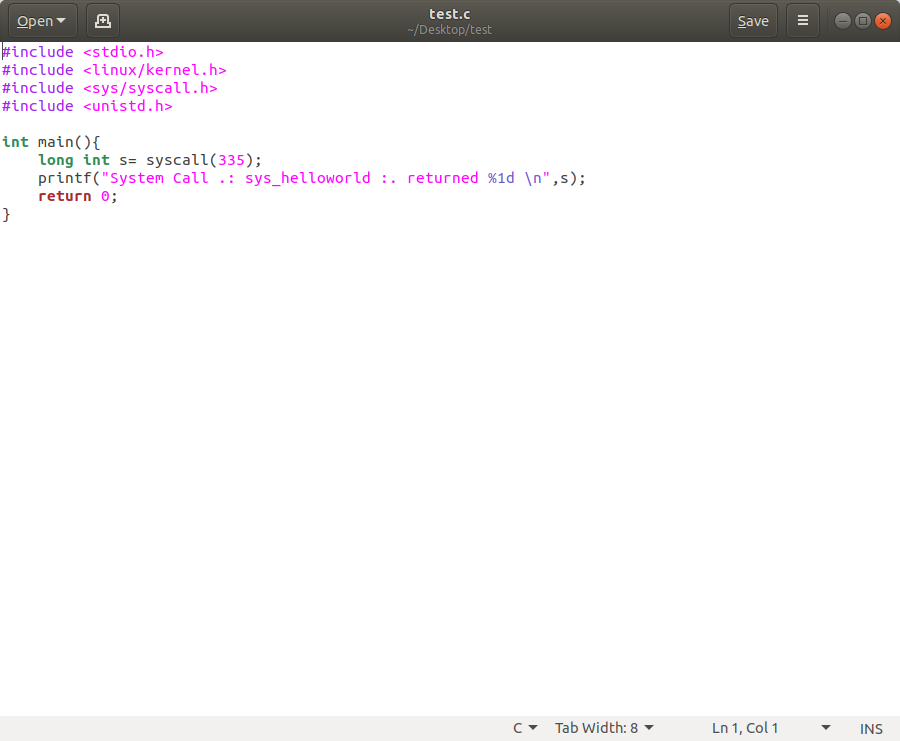 Open
test.c
~/Desktop/test
Save
#include <stdio.h>
#include <linux/kernel.h>
#include <sys/syscall.h>
#include <unistd.h>
int main(){
    long int s= syscall(335);
    printf("System Call .: sys_helloworld :. returned %1d \n",s);
    return 0;
}
C
Tab Width: 8
Ln 1, Col 1
INS